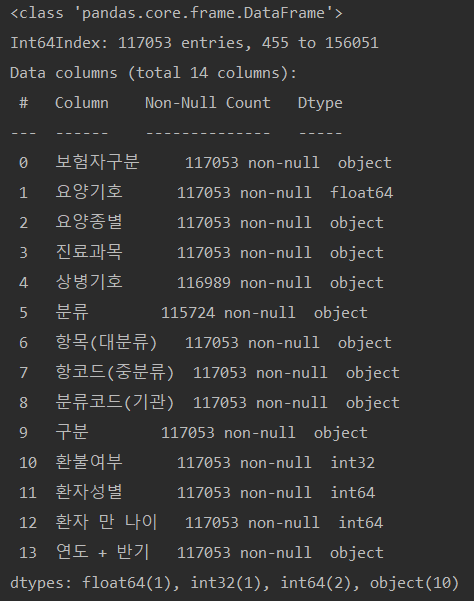 <class 'pandas.core.frame.DataFrame'>
Int64Index: 117053 entries, 455 to 156051
Data columns (total 14 columns):
 #   Column    Non-Null Count   Dtype
---  ------    --------------   -----
 0   보험자구분     117053 non-null  object
 1   요양기호      117053 non-null  float64
 2   요양종별      117053 non-null  object
 3   진료과목      117053 non-null  object
 4   상병기호      116989 non-null  object
 5   분류        115724 non-null  object
 6   항목(대분류)   117053 non-null  object
 7   항코드(중분류)  117053 non-null  object
 8   분류코드(기관)  117053 non-null  object
 9   구분        117053 non-null  object
 10  환불여부      117053 non-null  int32
 11  환자성별      117053 non-null  int64
 12  환자 만 나이   117053 non-null  int64
 13  연도 + 반기   117053 non-null  object
dtypes: float64(1), int32(1), int64(2), object(10)